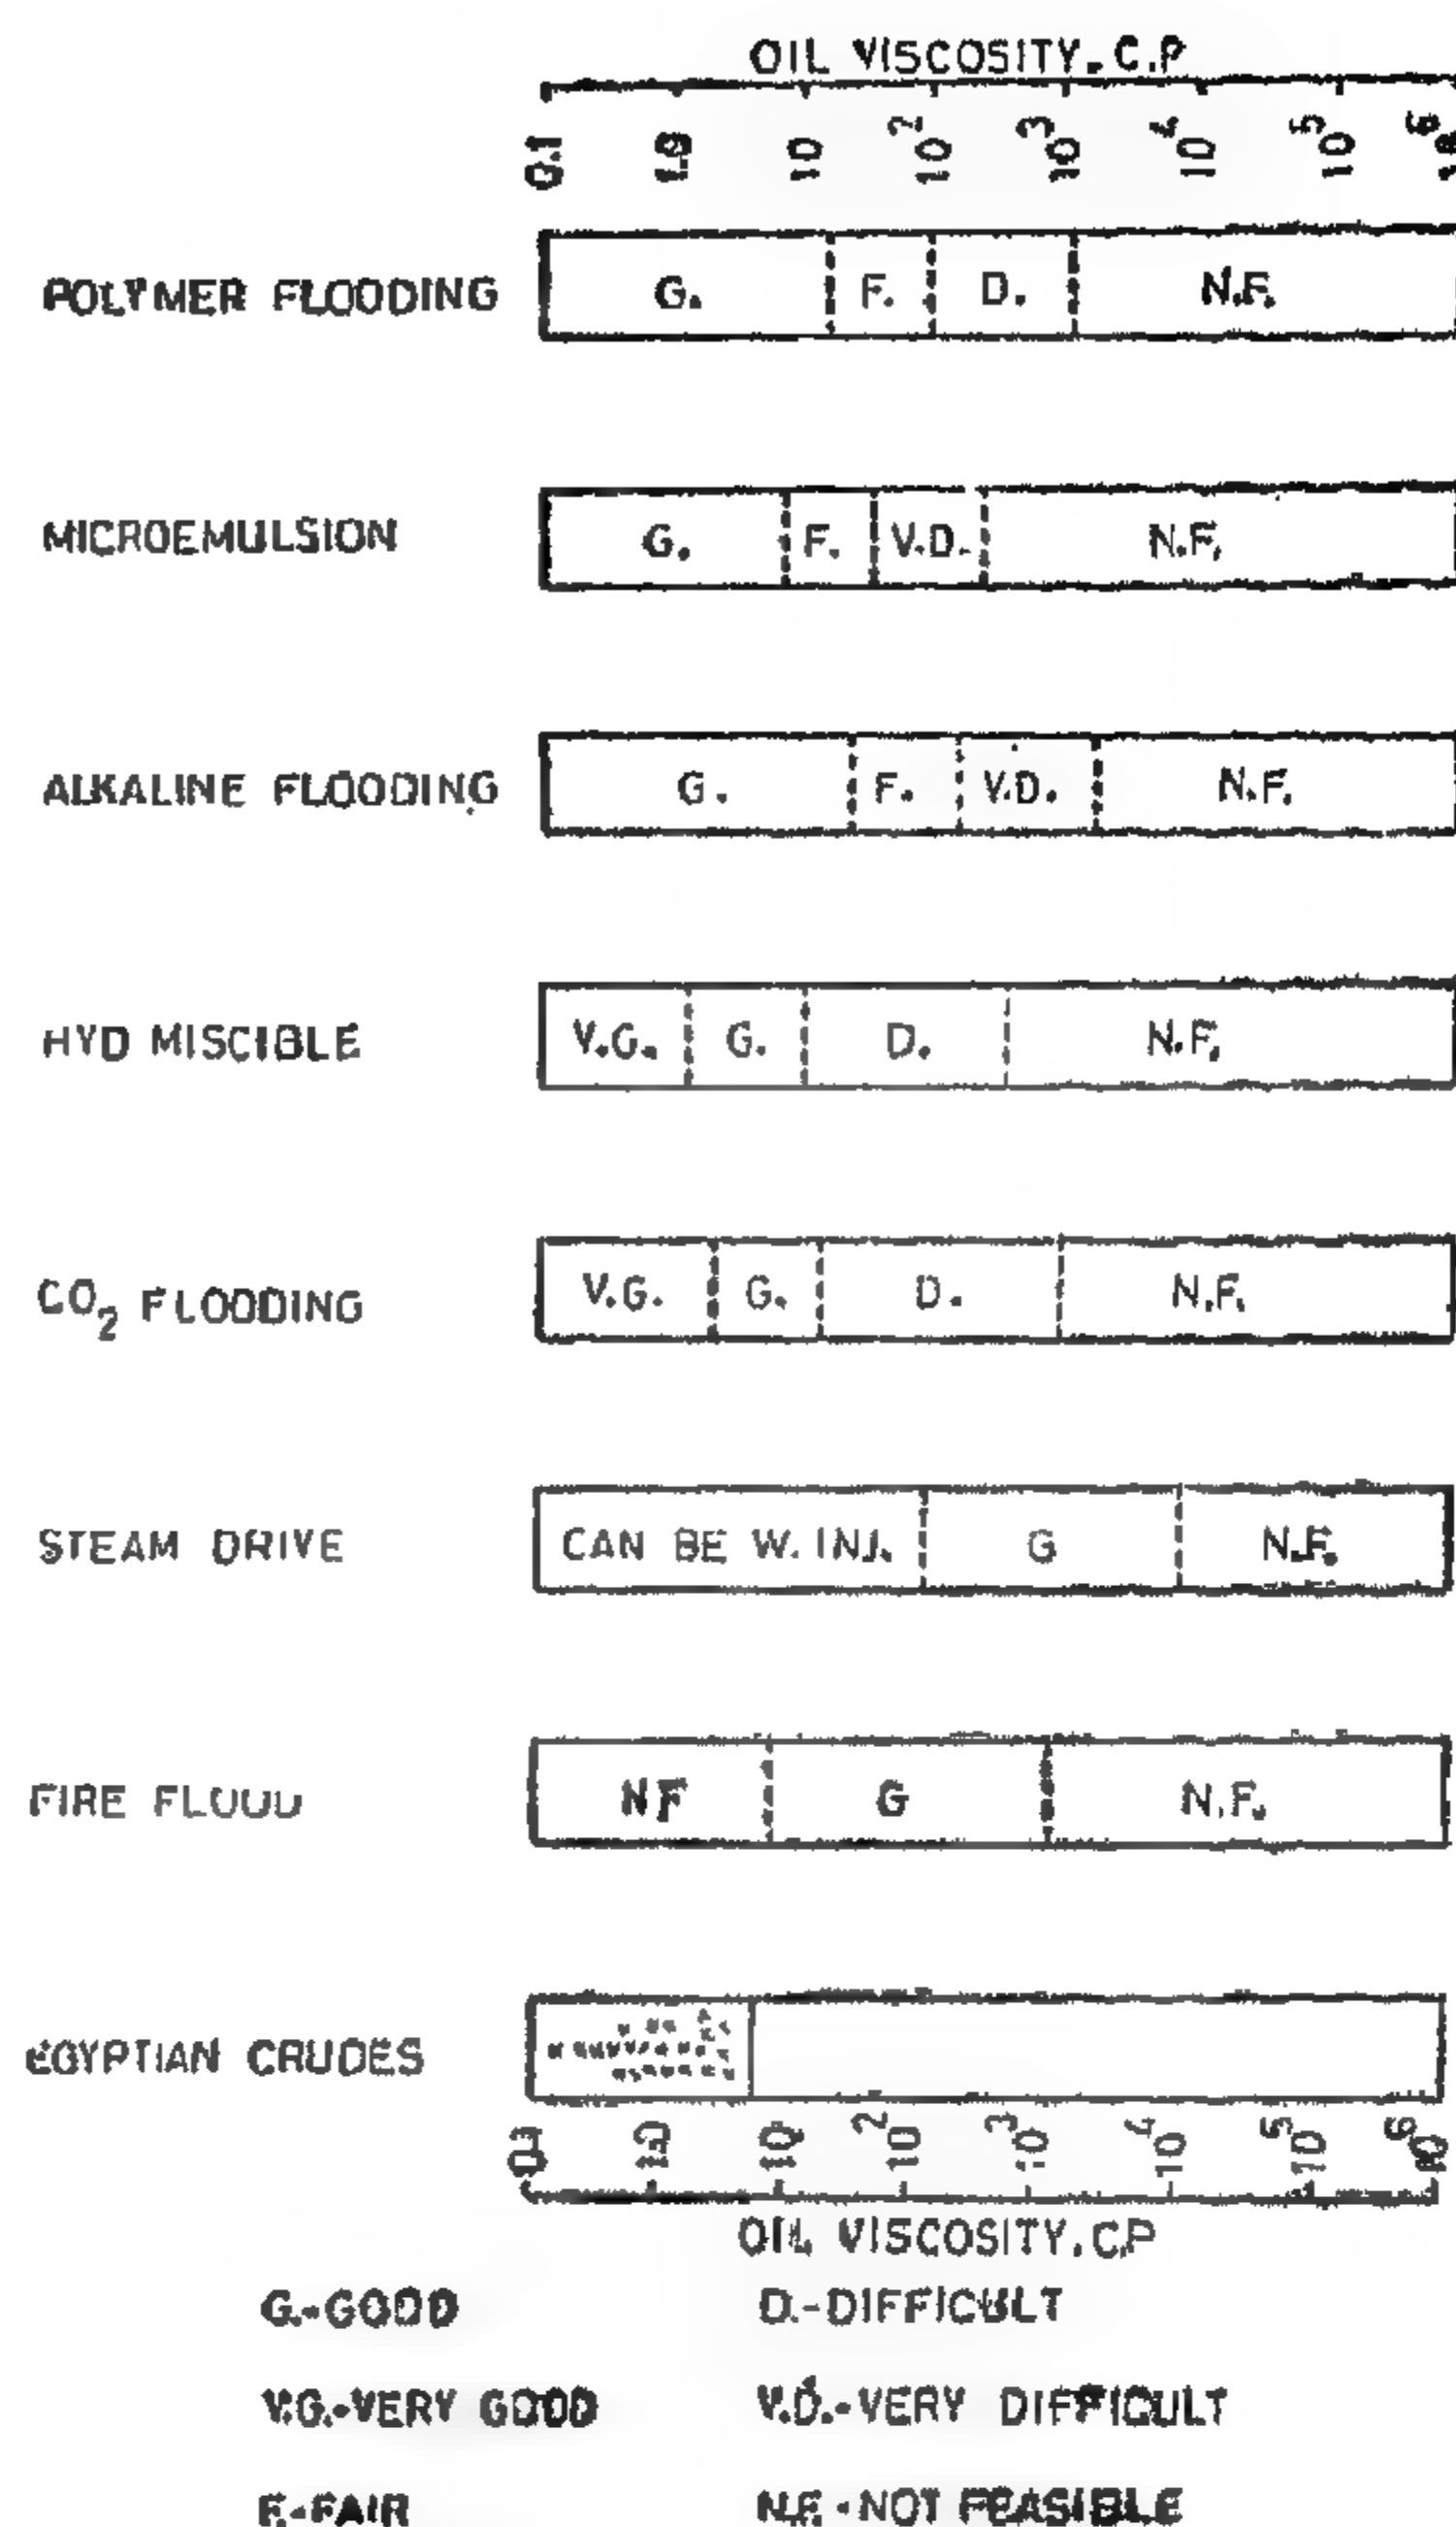 OIL VISCOSITY. C.P
0.1 1.0 10 10² 10³ 10⁴ 10⁵ 10⁶
POLYMER FLOODING G. F. D. N.F.
MICROEMULSION G. F. V.D. N.F.
ALKALINE FLOODING G. F. V.D. N.F.
HYD MISCIBLE V.G. G. D. N.F.
CO₂ FLOODING V.G. G. D. N.F.
STEAM DRIVE CAN BE W. INJ. G N.F.
FIRE FLOOD NF G N.F.
EGYPTIAN CRUDES
0.1 1.0 10 10² 10³ 10⁴ 10⁵ 10⁶
OIL VISCOSITY. C.P
G.-GOOD D.-DIFFICULT
V.G.-VERY GOOD V.D.-VERY DIFFICULT
F.-FAIR N.F.-NOT FEASIBLE